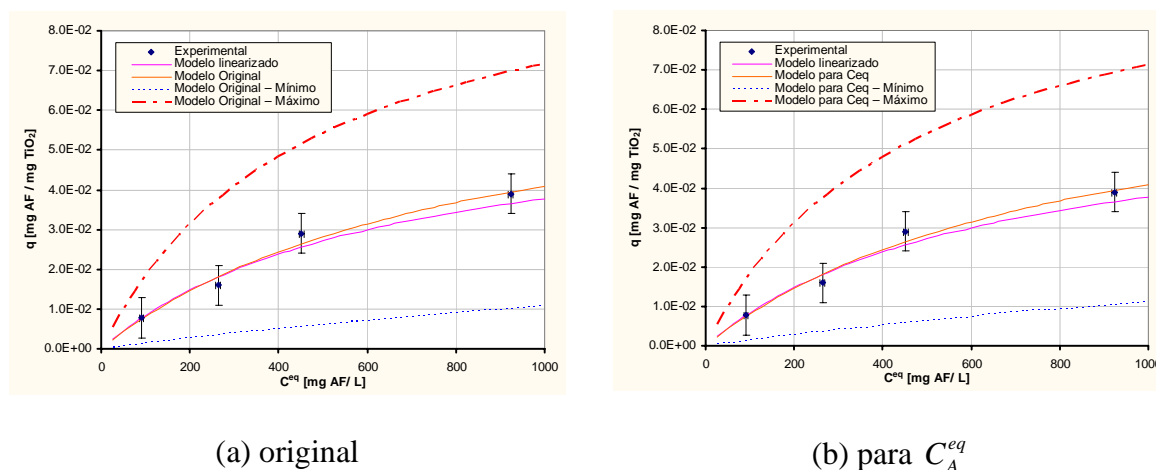 8.0E-02
7.0E-02
6.0E-02
5.0E-02
4.0E-02
3.0E-02
2.0E-02
1.0E-02
0.0E+00
q [mg AF / mg TiO₂]
Experimental
Modelo linearizado
Modelo Original
Modelo Original – Mínimo
Modelo Original – Máximo
0 200 400 600 800 1000
C^eq [mg AF/ L]
(a) original
8.0E-02
7.0E-02
6.0E-02
5.0E-02
4.0E-02
3.0E-02
2.0E-02
1.0E-02
0.0E+00
q [mg AF / mg TiO₂]
Experimental
Modelo linearizado
Modelo para Ceq
Modelo para Ceq – Mínimo
Modelo para Ceq – Máximo
0 200 400 600 800 1000
C^eq [mg AF/ L]
(b) para C_A^eq